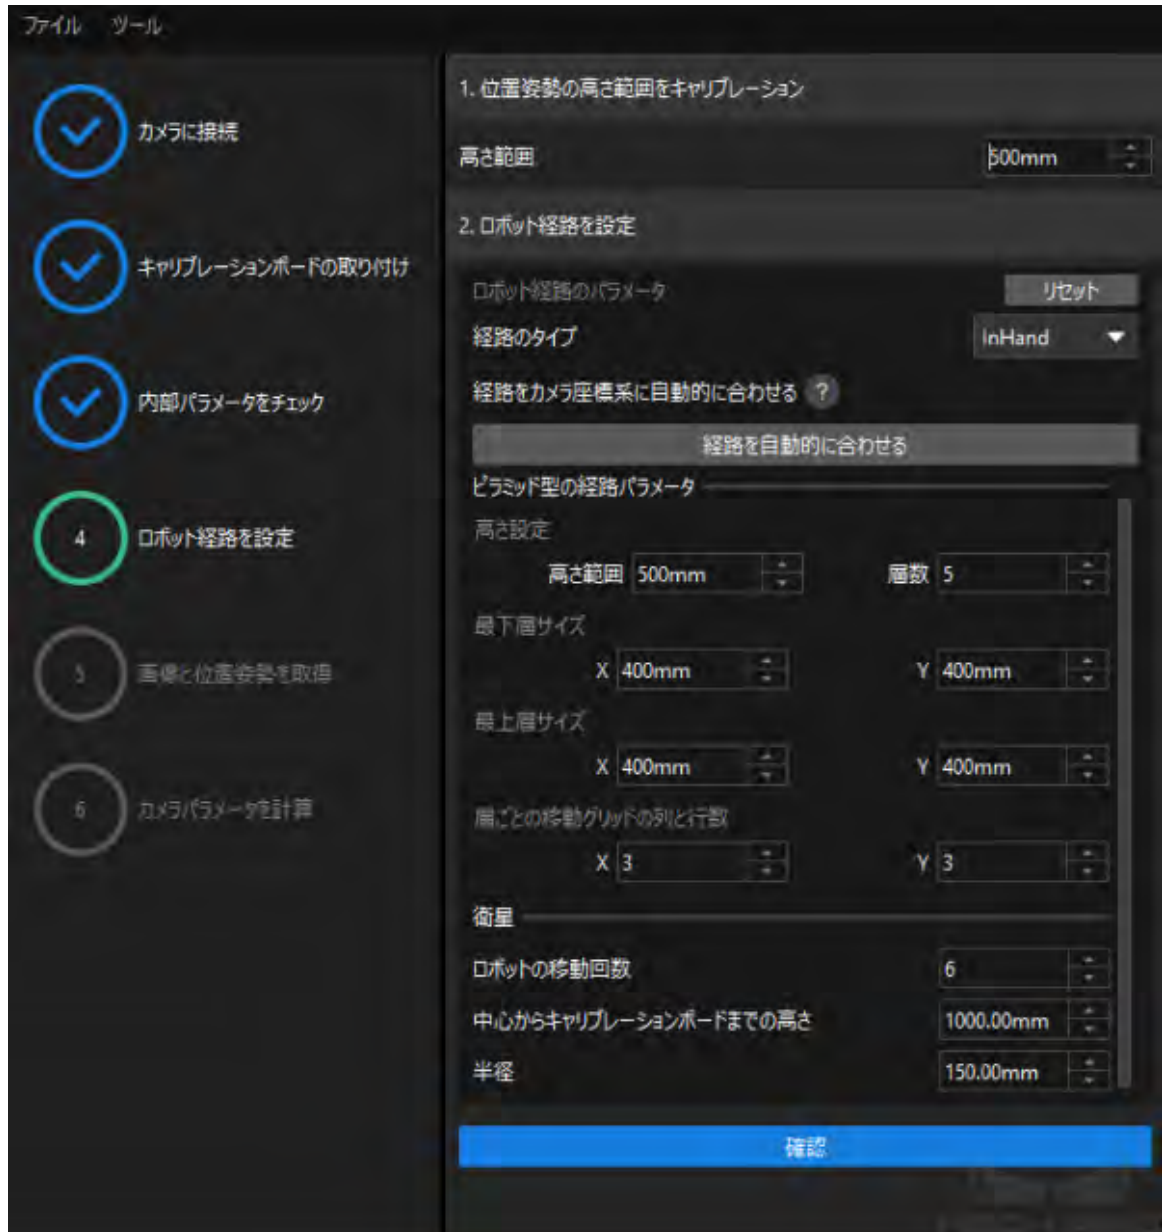 ファイル ツール
カメラに接続
キャリブレーションボードの取り付け
内部パラメータをチェック
4 ロボット経路を設定
5 画像と位置姿勢を取得
6 カメラパラメータを計算
1. 位置姿勢の高さ範囲をキャリブレーション
高さ範囲 500mm
2. ロボット経路を設定
ロボット経路のパラメータ リセット
経路のタイプ InHand
経路をカメラ座標系に自動的に合わせる ?
経路を自動的に合わせる
ピラミッド型の経路パラメータ
高さ設定
高さ範囲 500mm 層数 5
最下層サイズ
X 400mm Y 400mm
最上層サイズ
X 400mm Y 400mm
層ごとの移動グリッドの列と行数
X 3 Y 3
衛星
ロボットの移動回数 6
中心からキャリブレーションボードまでの高さ 1000.00mm
半径 150.00mm
確認